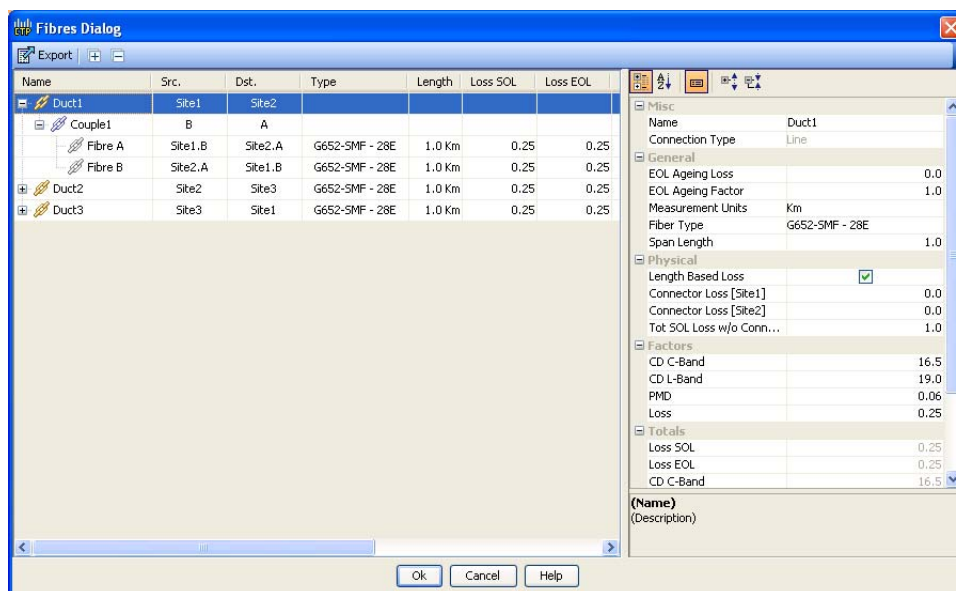 CTP Fibres Dialog
Export
Name Src. Dst. Type Length Loss SOL Loss EOL
Duct1 Site1 Site2
Couple1 B A
Fibre A Site1.B Site2.A G652-SMF - 28E 1.0 Km 0.25 0.25
Fibre B Site2.A Site1.B G652-SMF - 28E 1.0 Km 0.25 0.25
Duct2 Site2 Site3 G652-SMF - 28E 1.0 Km 0.25 0.25
Duct3 Site3 Site1 G652-SMF - 28E 1.0 Km 0.25 0.25
Misc
Name Duct1
Connection Type Line
General
EOL Ageing Loss 0.0
EOL Ageing Factor 1.0
Measurement Units Km
Fiber Type G652-SMF - 28E
Span Length 1.0
Physical
Length Based Loss
Connector Loss [Site1] 0.0
Connector Loss [Site2] 0.0
Tot SOL Loss w/o Conn... 1.0
Factors
CD C-Band 16.5
CD L-Band 19.0
PMD 0.06
Loss 0.25
Totals
Loss SOL 0.25
Loss EOL 0.25
CD C-Band 16.5
(Name)
(Description)
Ok Cancel Help